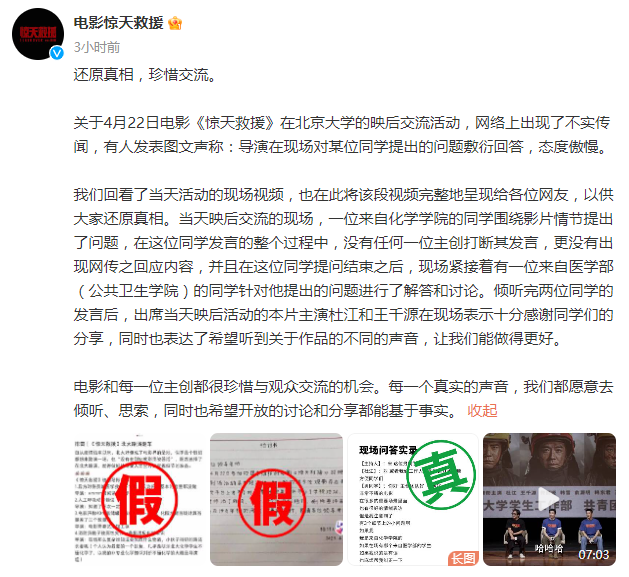 惊天救援
电影惊天救援
3小时前
还原真相，珍惜交流。
关于4月22日电影《惊天救援》在北京大学的映后交流活动，网络上出现了不实传
闻，有人发表图文声称：导演在现场对某位同学提出的问题敷衍回答，态度傲慢。
我们回看了当天活动的现场视频，也在此将该段视频完整地呈现给各位网友，以供
大家还原真相。当天映后交流的现场，一位来自化学学院的同学围绕影片情节提出
了问题，在这位同学发言的整个过程中，没有任何一位主创打断其发言，更没有出
现网传之回应内容，并且在这位同学提问结束之后，现场紧接着有一位来自医学部
（公共卫生学院）的同学针对他提出的问题进行了解答和讨论。倾听完两位同学的
发言后，出席当天映后活动的本片主演杜江和王千源在现场表示十分感谢同学们的
分享，同时也表达了希望听到关于作品的不同的声音，让我们能做得更好。
电影和每一位主创都很珍惜与观众交流的机会。每一个真实的声音，我们都愿意去
倾听、思索，同时也希望开放的讨论和分享都能基于事实。 收起
假
假
现场问答实录
真
长图
哈哈哈
07:03